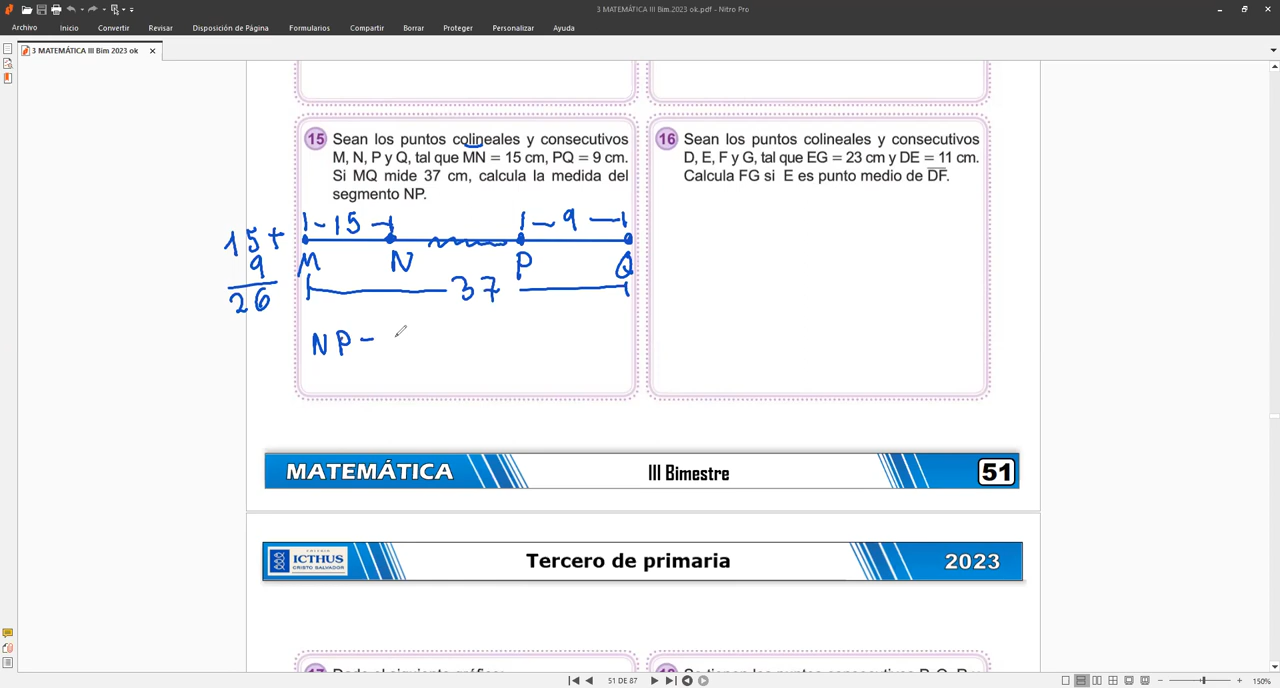 3 MATEMÁTICA III Bim.2023 ok.pdf - Nitro Pro
Archivo Inicio Convertir Revisar Disposición de Página Formularios Compartir Borrar Proteger Personalizar Ayuda
3 MATEMÁTICA III Bim 2023 ok
15 Sean los puntos colineales y consecutivos
M, N, P y Q, tal que MN = 15 cm, PQ = 9 cm.
Si MQ mide 37 cm, calcula la medida del
segmento NP.
15 9
15+
9
26
M N P Q
37
NP -
16 Sean los puntos colineales y consecutivos
D, E, F y G, tal que EG = 23 cm y DE = 11 cm.
Calcula FG si E es punto medio de DF.
MATEMÁTICA III Bimestre 51
COLEGIO
ICTHUS
CRISTO SALVADOR
Tercero de primaria 2023
51 DE 87
150%